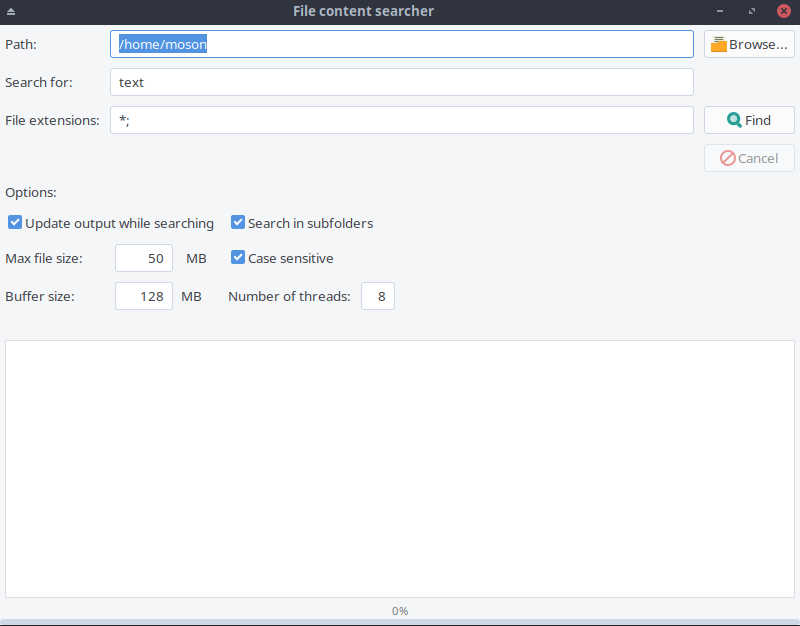 File content searcher
Path: /home/moson Browse...
Search for: text
File extensions: *; Find
Cancel
Options:
Update output while searching Search in subfolders
Max file size: 50 MB Case sensitive
Buffer size: 128 MB Number of threads: 8
0%